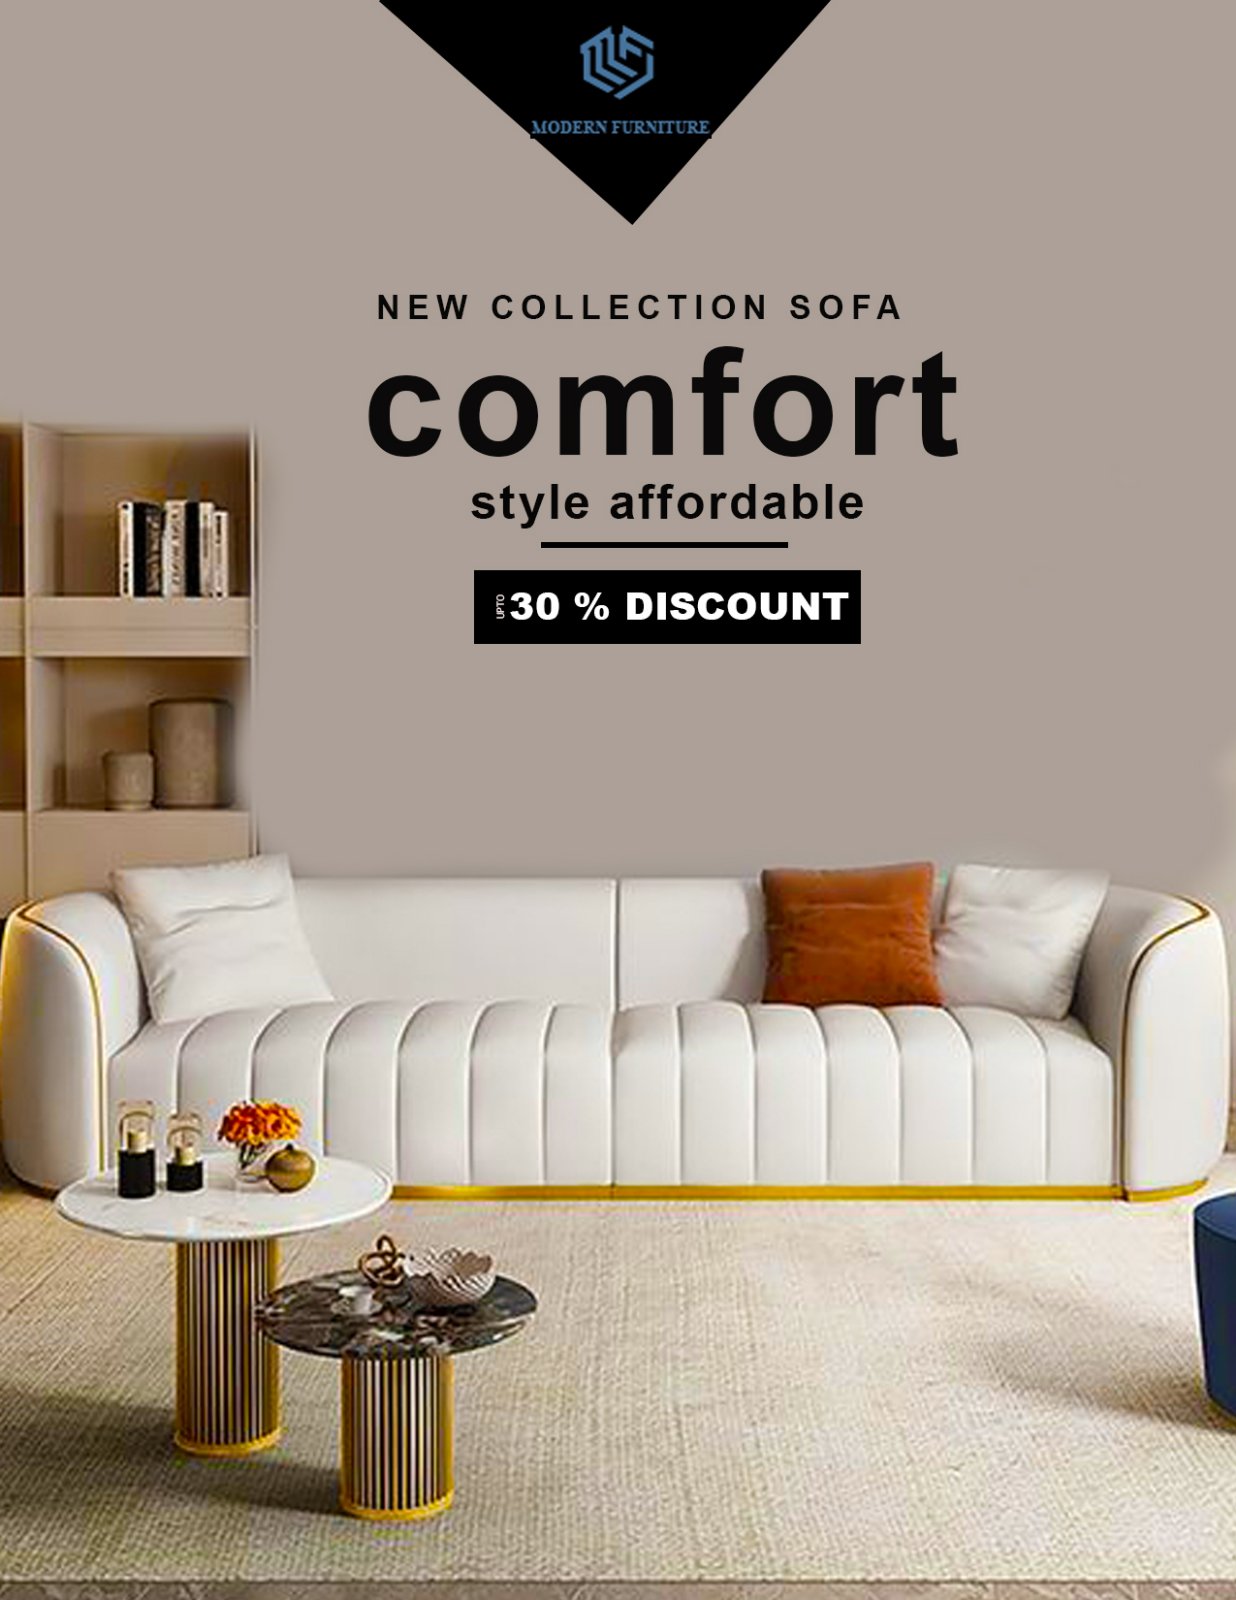 MODERN FURNITURE
NEW COLLECTION SOFA
comfort
style affordable
UPTO 30 % DISCOUNT